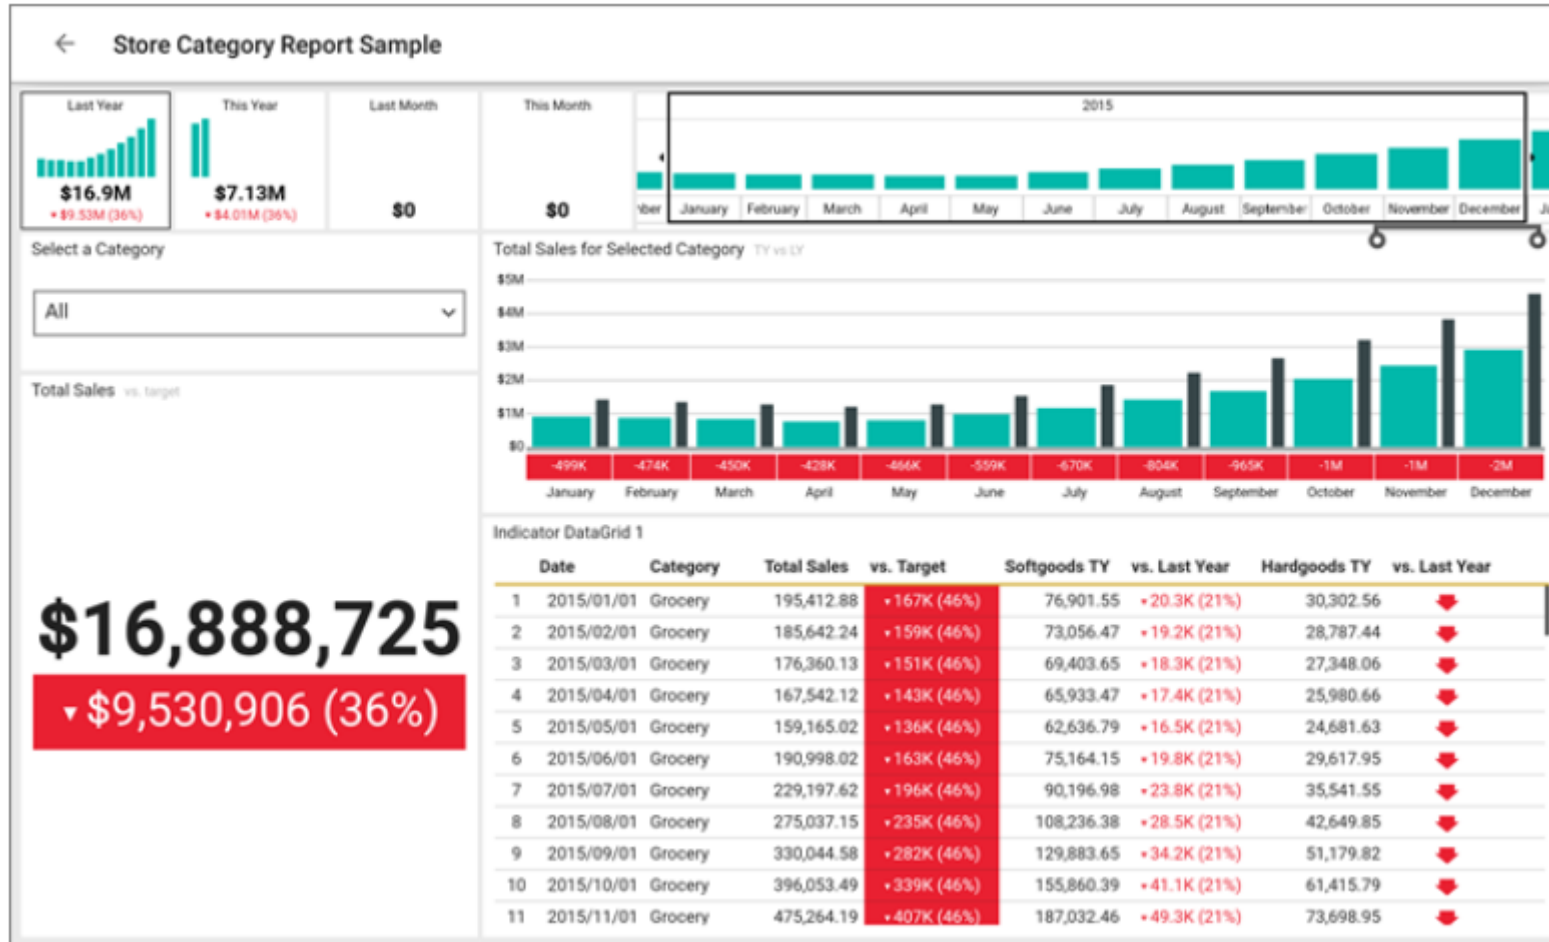 Store Category Report Sample
Last Year
$16.9M
▾ $9.53M (36%)
This Year
$7.13M
▾ $4.01M (36%)
Last Month
$0
This Month
$0
2015
January February March April May June July August September October November December
Select a Category
All
Total Sales vs. target
$16,888,725
▾ $9,530,906 (36%)
Total Sales for Selected Category TY vs LY
$5M
$4M
$3M
$2M
$1M
$0
-499K -474K -450K -428K -466K -559K -670K -804K -965K -1M -1M -2M
January February March April May June July August September October November December
Indicator DataGrid 1
Date Category Total Sales vs. Target Softgoods TY vs. Last Year Hardgoods TY vs. Last Year
1 2015/01/01 Grocery 195,412.88 ▾ 167K (46%) 76,901.55 ▾ 20.3K (21%) 30,302.56
2 2015/02/01 Grocery 185,642.24 ▾ 159K (46%) 73,056.47 ▾ 19.2K (21%) 28,787.44
3 2015/03/01 Grocery 176,360.13 ▾ 151K (46%) 69,403.65 ▾ 18.3K (21%) 27,348.06
4 2015/04/01 Grocery 167,542.12 ▾ 143K (46%) 65,933.47 ▾ 17.4K (21%) 25,980.66
5 2015/05/01 Grocery 159,165.02 ▾ 136K (46%) 62,636.79 ▾ 16.5K (21%) 24,681.63
6 2015/06/01 Grocery 190,998.02 ▾ 163K (46%) 75,164.15 ▾ 19.8K (21%) 29,617.95
7 2015/07/01 Grocery 229,197.62 ▾ 196K (46%) 90,196.98 ▾ 23.8K (21%) 35,541.55
8 2015/08/01 Grocery 275,037.15 ▾ 235K (46%) 108,236.38 ▾ 28.5K (21%) 42,649.85
9 2015/09/01 Grocery 330,044.58 ▾ 282K (46%) 129,883.65 ▾ 34.2K (21%) 51,179.82
10 2015/10/01 Grocery 396,053.49 ▾ 339K (46%) 155,860.39 ▾ 41.1K (21%) 61,415.79
11 2015/11/01 Grocery 475,264.19 ▾ 407K (46%) 187,032.46 ▾ 49.3K (21%) 73,698.95